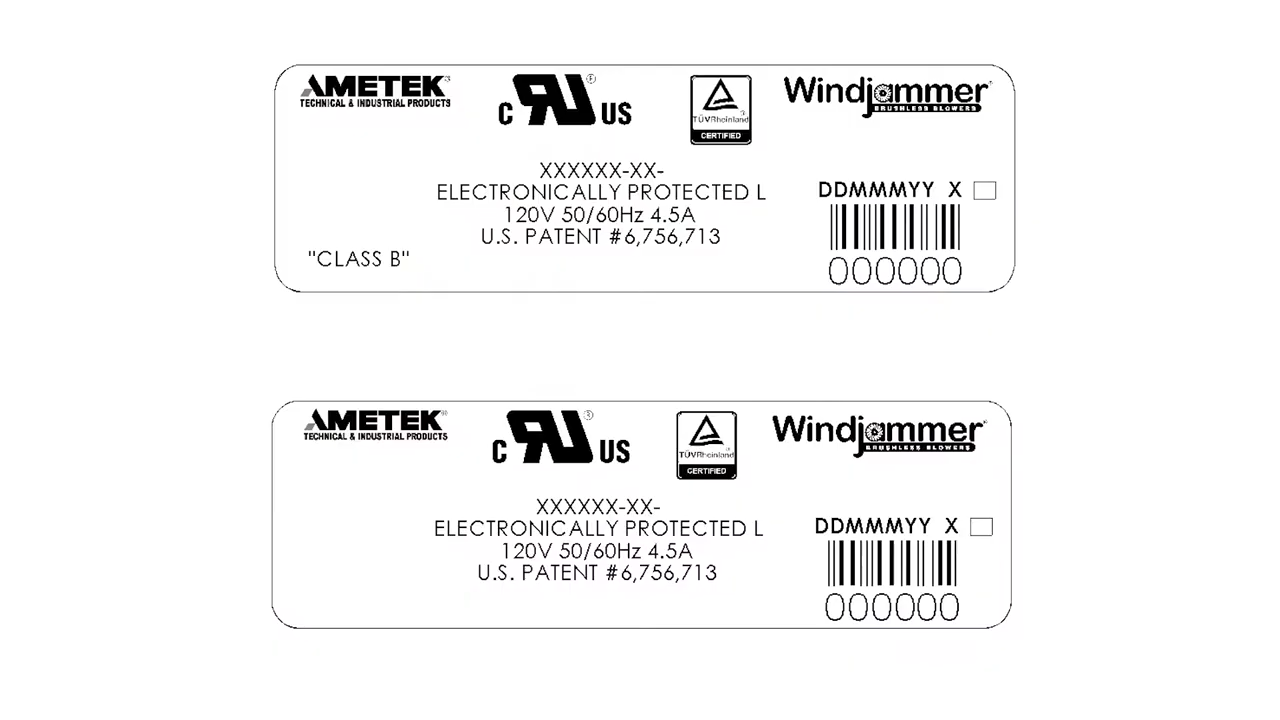 AMETEK®
TECHNICAL & INDUSTRIAL PRODUCTS
C RU® US
TÜVRheinland®
CERTIFIED
Windjammer®
BRUSHLESS BLOWERS
XXXXXX-XX-
ELECTRONICALLY PROTECTED L
120V 50/60Hz 4.5A
U.S. PATENT #6,756,713
"CLASS B"
DDMMMYY X
000000
AMETEK®
TECHNICAL & INDUSTRIAL PRODUCTS
C RU® US
TÜVRheinland®
CERTIFIED
Windjammer®
BRUSHLESS BLOWERS
XXXXXX-XX-
ELECTRONICALLY PROTECTED L
120V 50/60Hz 4.5A
U.S. PATENT #6,756,713
DDMMMYY X
000000